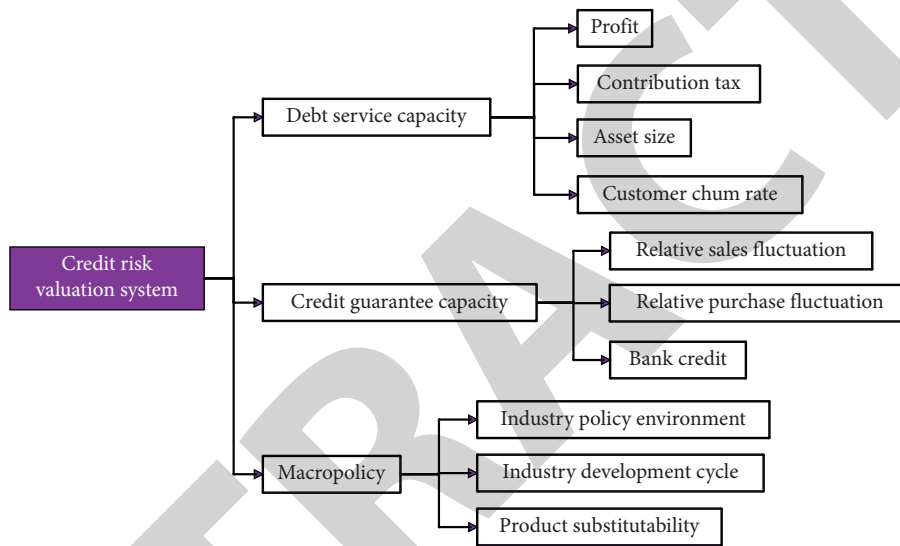 Profit
Contribution tax
Debt service capacity
Asset size
Customer chum rate
Credit risk
valuation system
Relative sales fluctuation
Credit guarantee capacity
Relative purchase fluctuation
Bank credit
Industry policy environment
Macropolicy
Industry development cycle
Product substitutability
TRACT